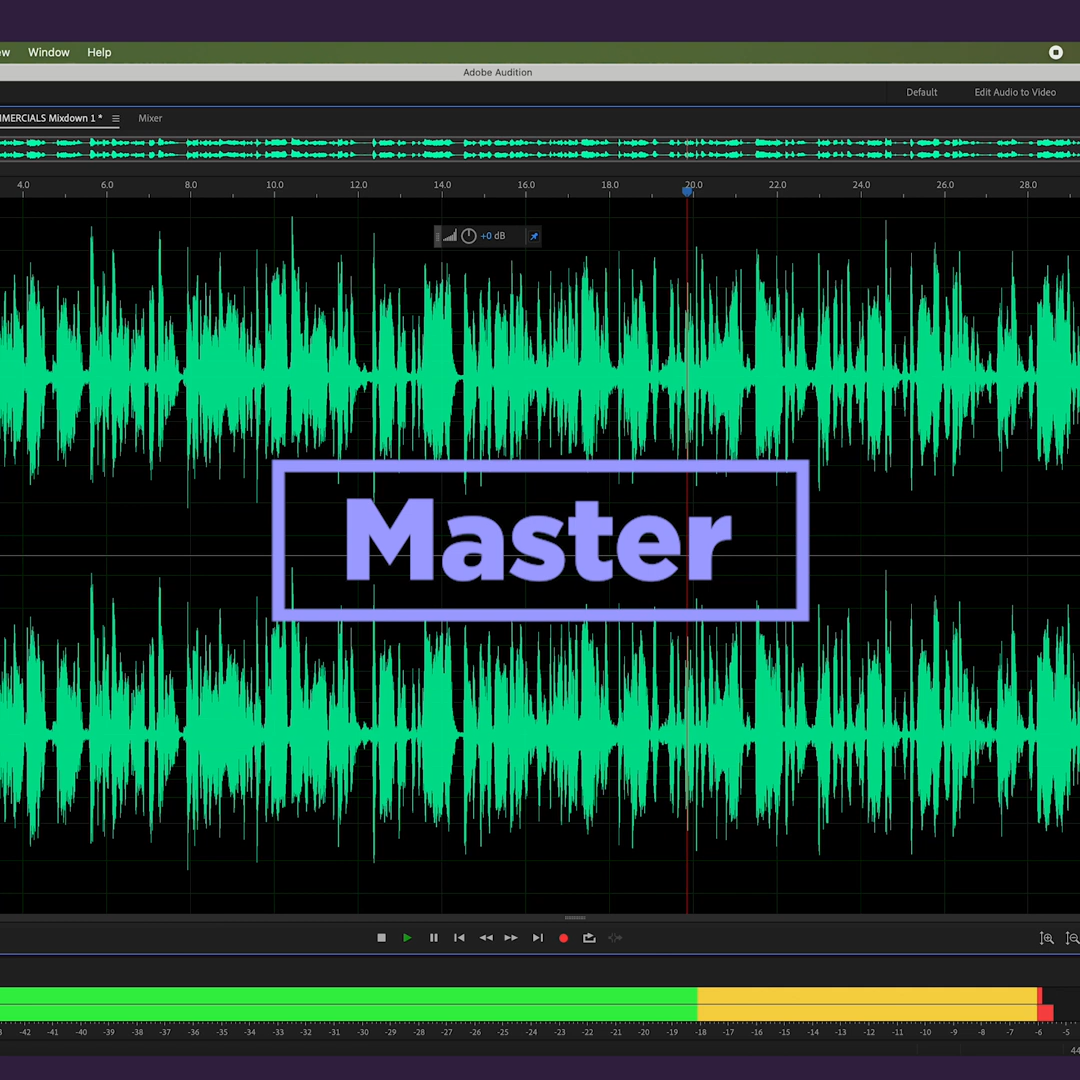 ew Window Help
Adobe Audition
Default Edit Audio to Video
MMERCIALS Mixdown 1 * Mixer
4.0 6.0 8.0 10.0 12.0 14.0 16.0 18.0 20.0 22.0 24.0 26.0 28.0
+0 dB
Master
-42 -41 -40 -39 -38 -37 -36 -35 -34 -33 -32 -31 -30 -29 -28 -27 -26 -25 -24 -23 -22 -21 -20 -19 -18 -17 -16 -15 -14 -13 -12 -11 -10 -9 -8 -7 -6 -5
44